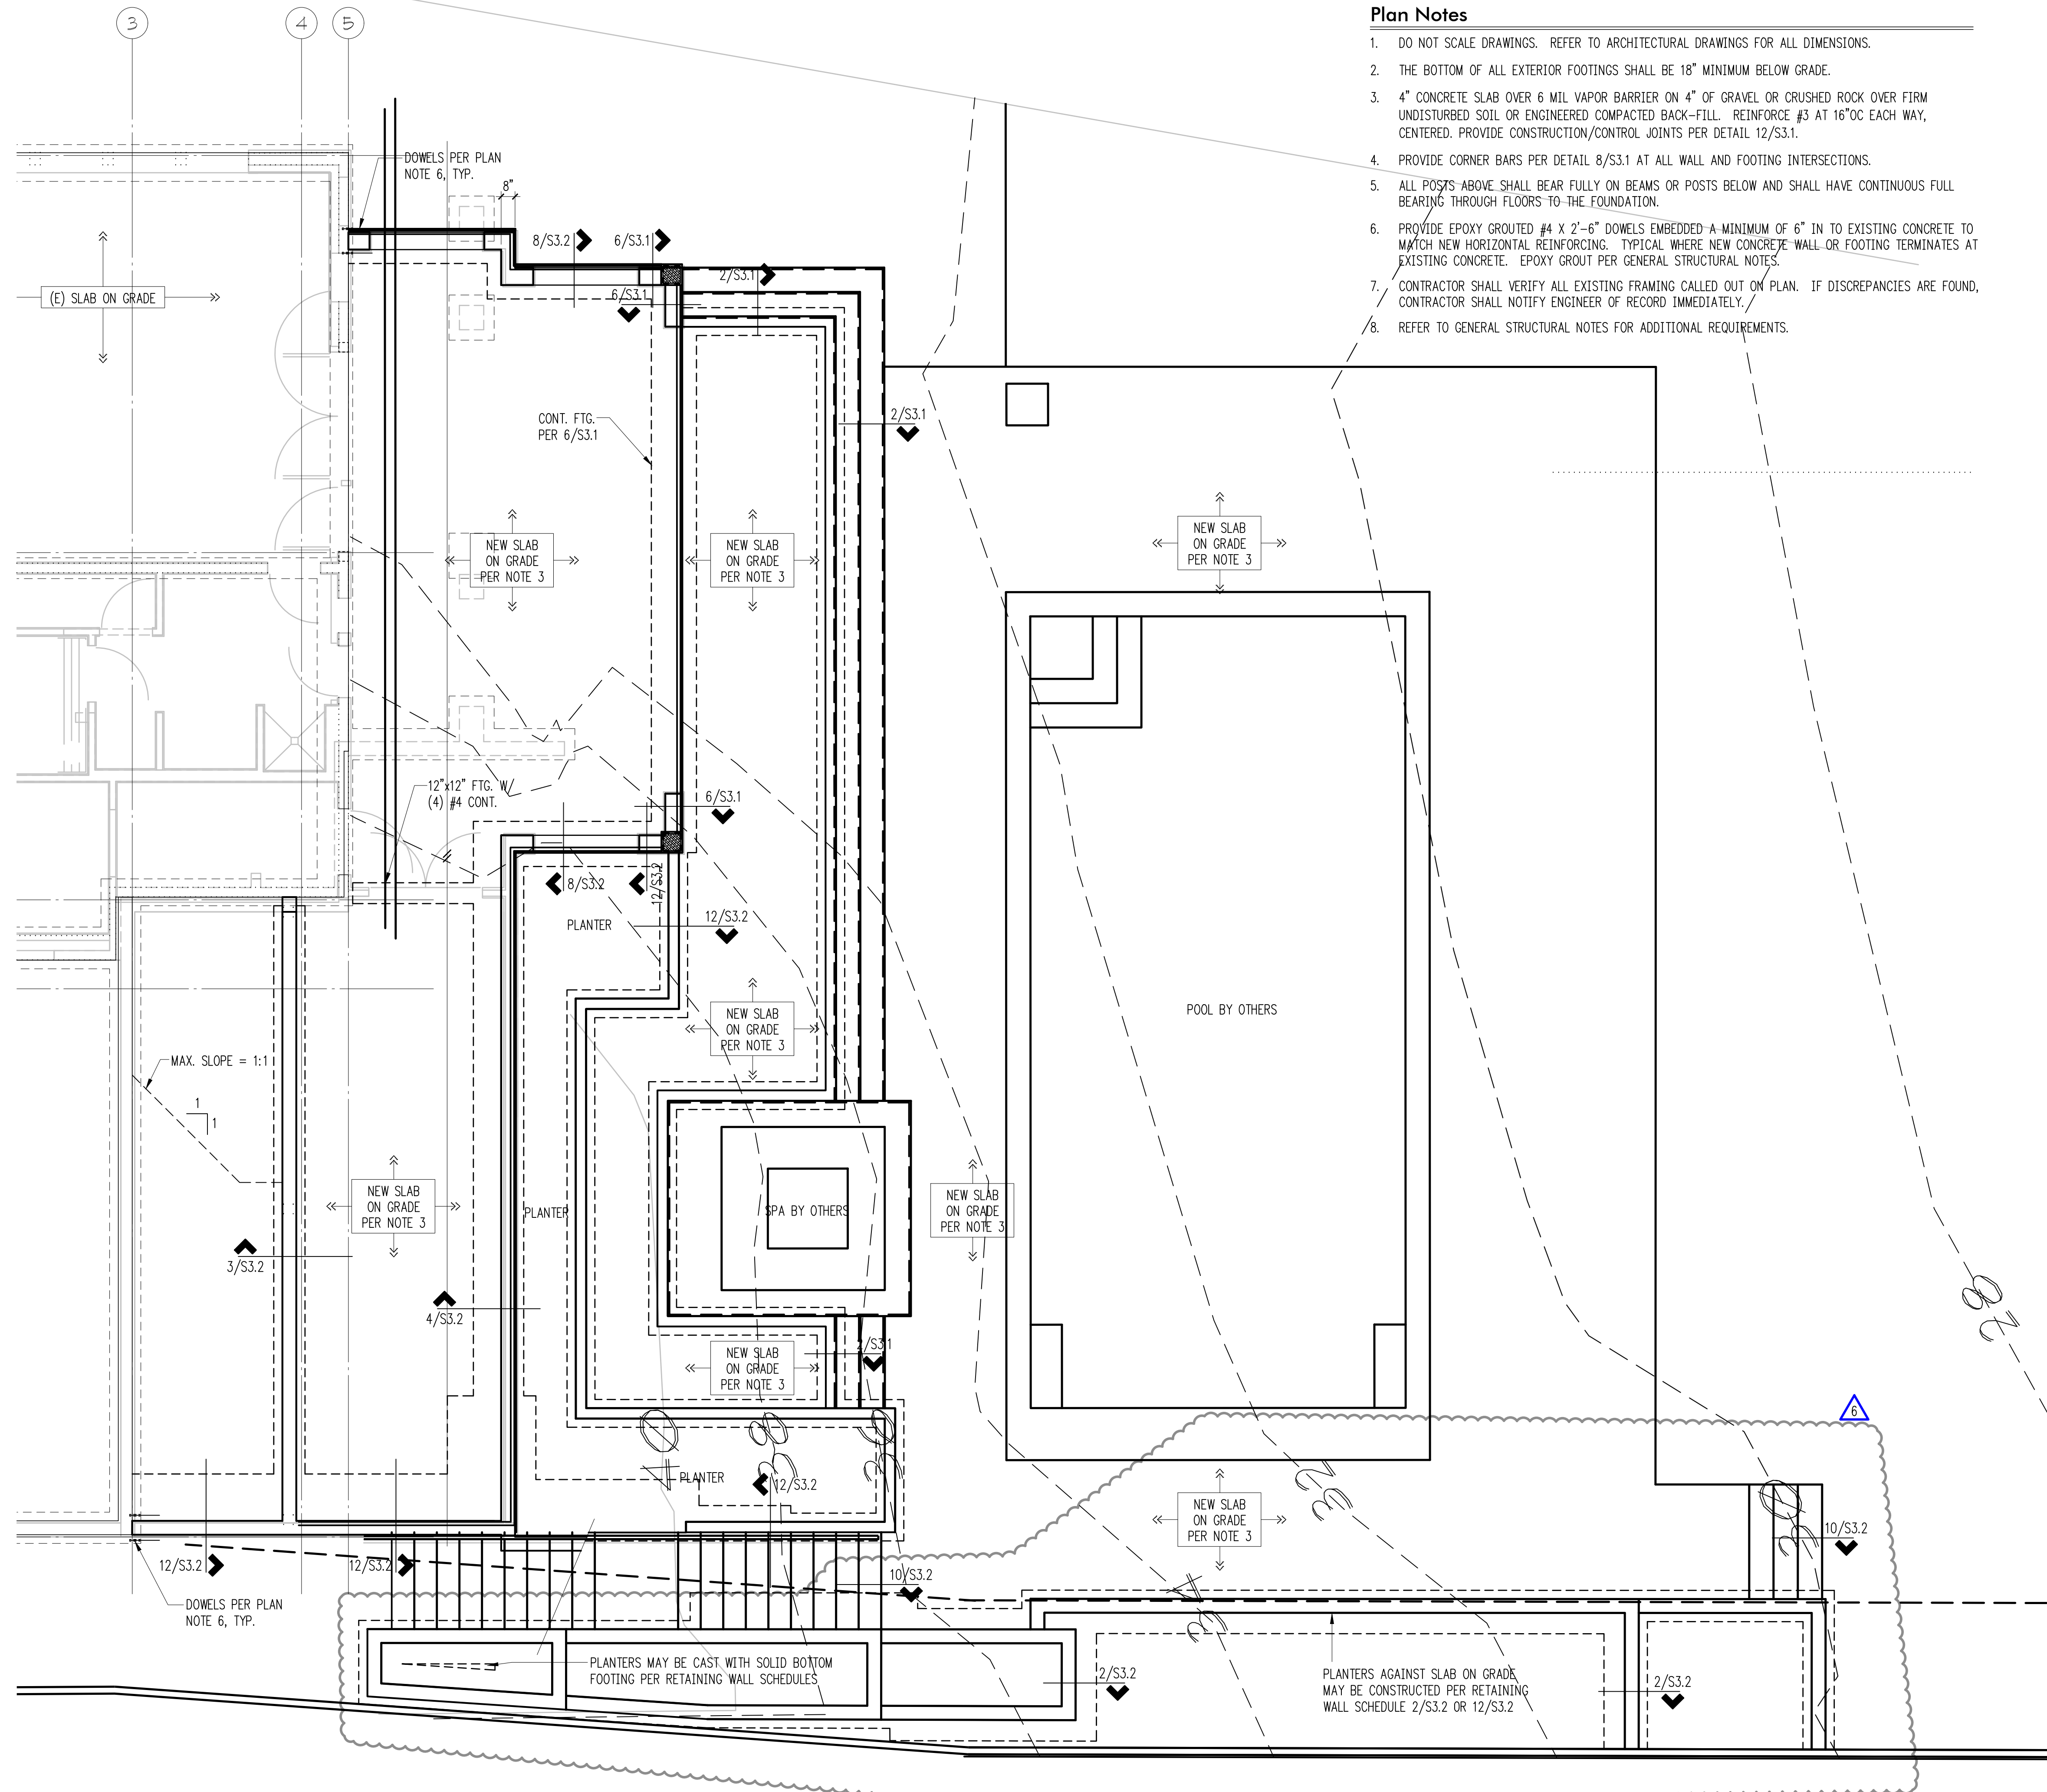 3
4
5
Plan Notes
1. DO NOT SCALE DRAWINGS. REFER TO ARCHITECTURAL DRAWINGS FOR ALL DIMENSIONS.
2. THE BOTTOM OF ALL EXTERIOR FOOTINGS SHALL BE 18" MINIMUM BELOW GRADE.
3. 4" CONCRETE SLAB OVER 6 MIL VAPOR BARRIER ON 4" OF GRAVEL OR CRUSHED ROCK OVER FIRM
UNDISTURBED SOIL OR ENGINEERED COMPACTED BACK-FILL. REINFORCE #3 AT 16"OC EACH WAY,
CENTERED. PROVIDE CONSTRUCTION/CONTROL JOINTS PER DETAIL 12/S3.1.
4. PROVIDE CORNER BARS PER DETAIL 8/S3.1 AT ALL WALL AND FOOTING INTERSECTIONS.
5. ALL POSTS ABOVE SHALL BEAR FULLY ON BEAMS OR POSTS BELOW AND SHALL HAVE CONTINUOUS FULL
BEARING THROUGH FLOORS TO THE FOUNDATION.
6. PROVIDE EPOXY GROUTED #4 X 2'-6" DOWELS EMBEDDED A MINIMUM OF 6" IN TO EXISTING CONCRETE TO
MATCH NEW HORIZONTAL REINFORCING. TYPICAL WHERE NEW CONCRETE WALL OR FOOTING TERMINATES AT
EXISTING CONCRETE. EPOXY GROUT PER GENERAL STRUCTURAL NOTES.
7. CONTRACTOR SHALL VERIFY ALL EXISTING FRAMING CALLED OUT ON PLAN. IF DISCREPANCIES ARE FOUND,
CONTRACTOR SHALL NOTIFY ENGINEER OF RECORD IMMEDIATELY.
8. REFER TO GENERAL STRUCTURAL NOTES FOR ADDITIONAL REQUIREMENTS.
DOWELS PER PLAN
NOTE 6, TYP.
8"
8/S3.2
6/S3.1
2/S3.1
6/S3.1
(E) SLAB ON GRADE
CONT. FTG.
PER 6/S3.1
2/S3.1
NEW SLAB
ON GRADE
PER NOTE 3
NEW SLAB
ON GRADE
PER NOTE 3
NEW SLAB
ON GRADE
PER NOTE 3
12"x12" FTG. W/
(4) #4 CONT.
6/S3.1
8/S3.2
12/S3.2
PLANTER
12/S3.2
NEW SLAB
ON GRADE
PER NOTE 3
POOL BY OTHERS
MAX. SLOPE = 1:1
1
1
NEW SLAB
ON GRADE
PER NOTE 3
PLANTER
SPA BY OTHERS
NEW SLAB
ON GRADE
PER NOTE 3
3/S3.2
4/S3.2
28
2/S3.1
NEW SLAB
ON GRADE
PER NOTE 3
6
40
38
36
PLANTER
12/S3.2
32
30
NEW SLAB
ON GRADE
PER NOTE 3
10/S3.2
12/S3.2
12/S3.2
10/S3.2
34
DOWELS PER PLAN
NOTE 6, TYP.
PLANTERS MAY BE CAST WITH SOLID BOTTOM
FOOTING PER RETAINING WALL SCHEDULES
2/S3.2
PLANTERS AGAINST SLAB ON GRADE
MAY BE CONSTRUCTED PER RETAINING
WALL SCHEDULE 2/S3.2 OR 12/S3.2
2/S3.2